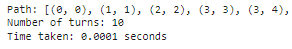 Path: [(0, 0), (1, 1), (2, 2), (3, 3), (3, 4),
Number of turns: 10
Time taken: 0.0001 seconds